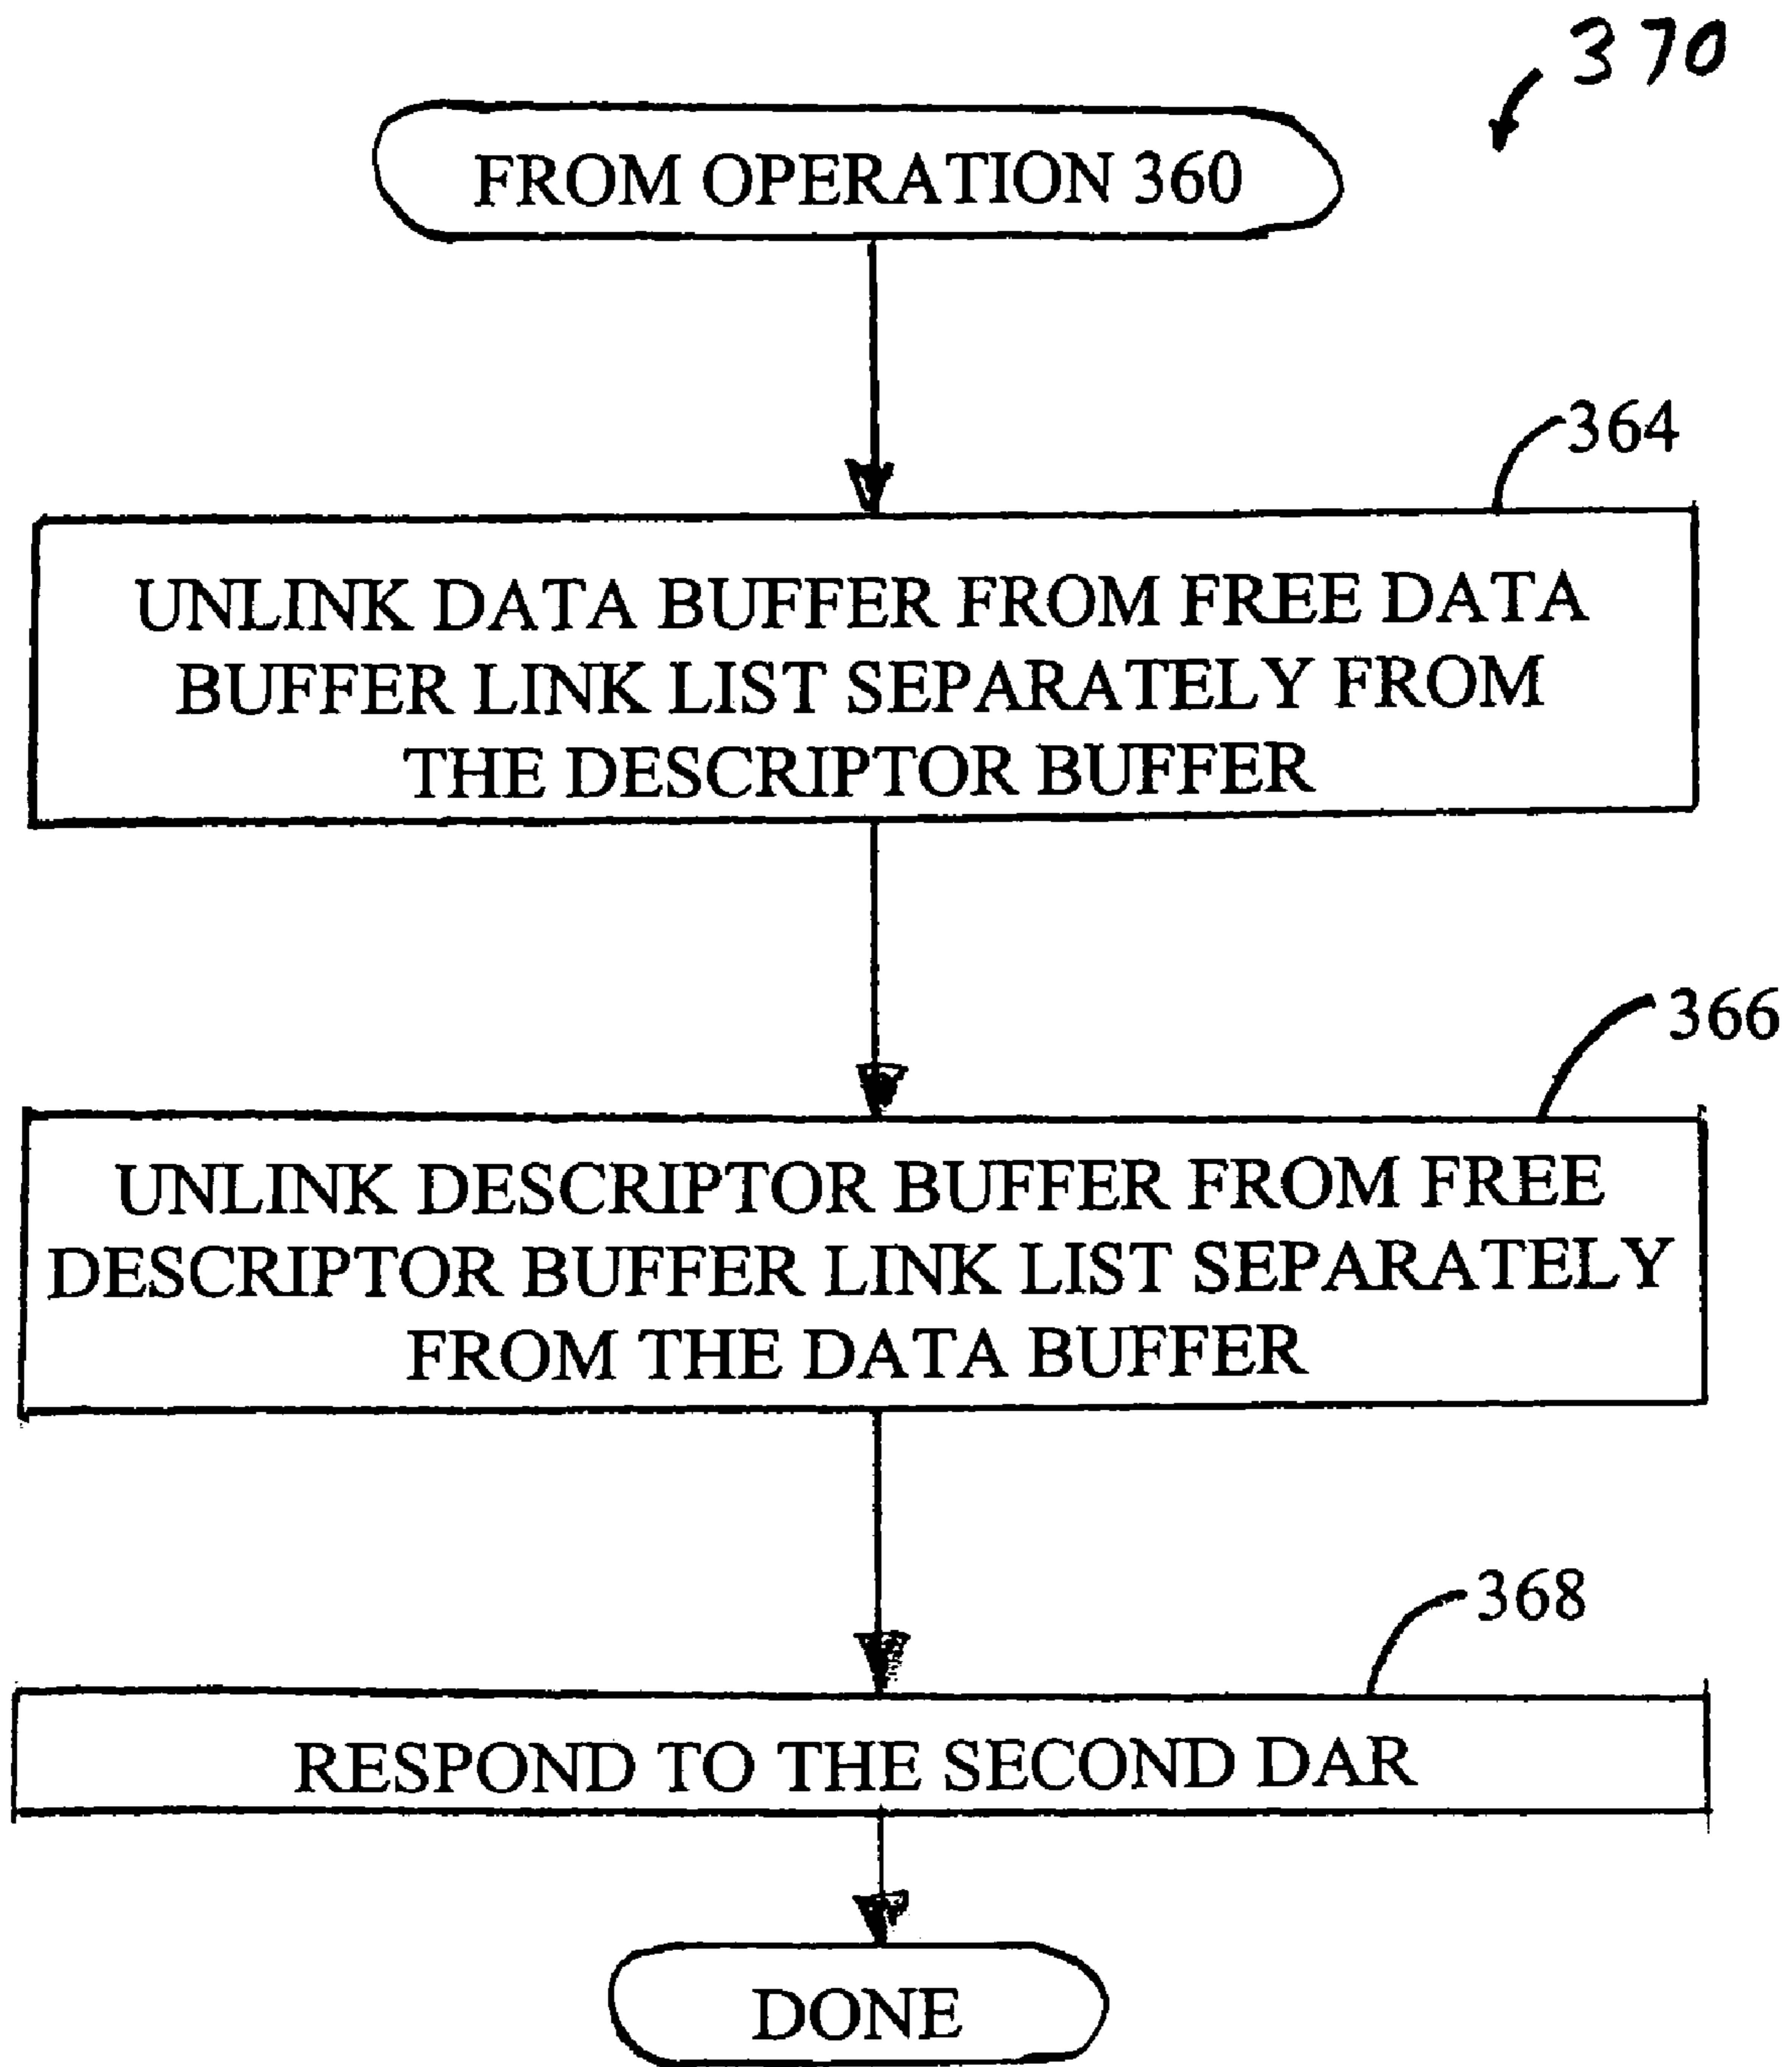 370
FROM OPERATION 360
364
UNLINK DATA BUFFER FROM FREE DATA
BUFFER LINK LIST SEPARATELY FROM
THE DESCRIPTOR BUFFER
366
UNLINK DESCRIPTOR BUFFER FROM FREE
DESCRIPTOR BUFFER LINK LIST SEPARATELY
FROM THE DATA BUFFER
368
RESPOND TO THE SECOND DAR
DONE